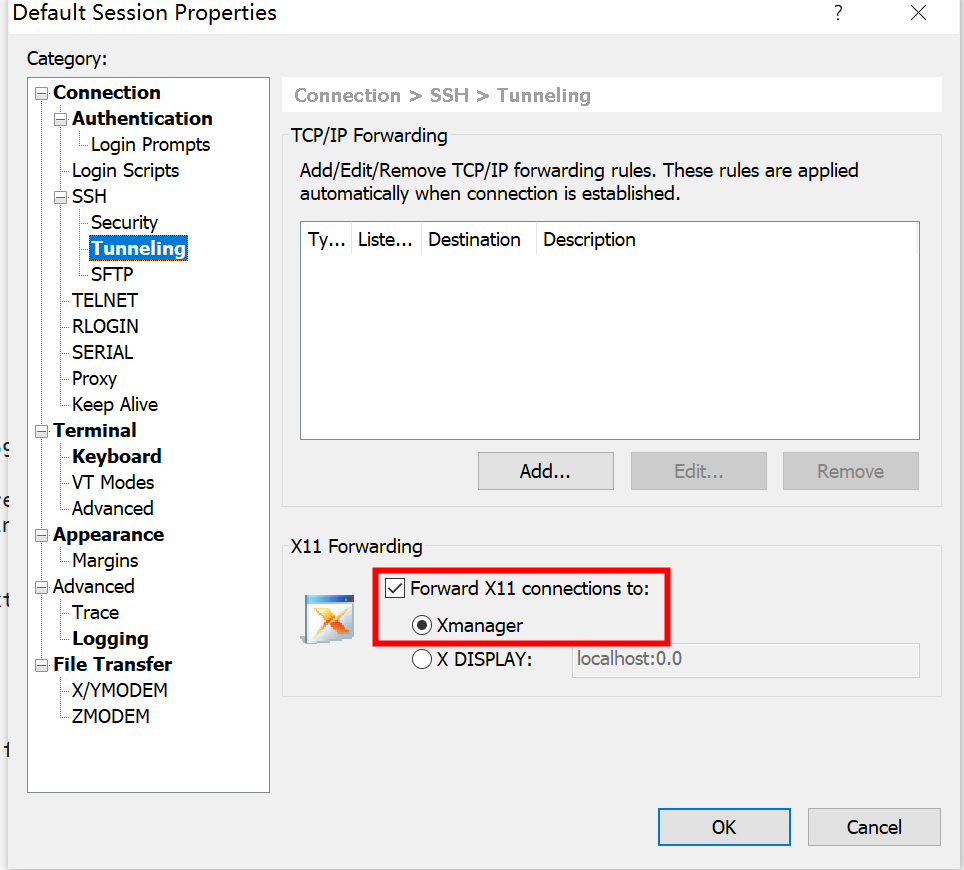 Default Session Properties
?
Category:
Connection
Authentication
Login Prompts
Login Scripts
SSH
Security
Tunneling
SFTP
TELNET
RLOGIN
SERIAL
Proxy
Keep Alive
Terminal
Keyboard
VT Modes
Advanced
Appearance
Margins
Advanced
Trace
Logging
File Transfer
X/YMODEM
ZMODEM
Connection > SSH > Tunneling
TCP/IP Forwarding
Add/Edit/Remove TCP/IP forwarding rules. These rules are applied
automatically when connection is established.
Ty... Liste... Destination Description
Add... Edit... Remove
X11 Forwarding
Forward X11 connections to:
Xmanager
X DISPLAY: localhost:0.0
OK Cancel